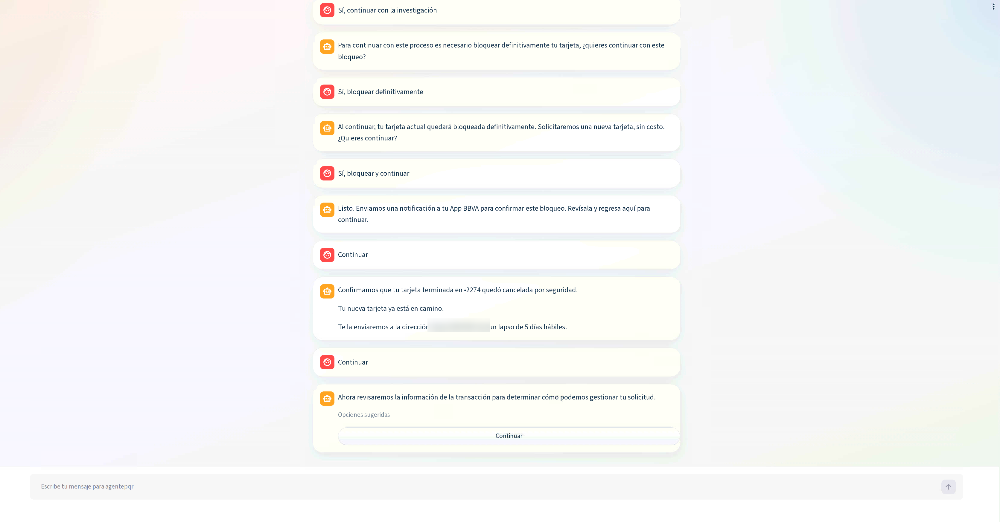 Sí, continuar con la investigación
Para continuar con este proceso es necesario bloquear definitivamente tu tarjeta, ¿quieres continuar con este
bloqueo?
Sí, bloquear definitivamente
Al continuar, tu tarjeta actual quedará bloqueada definitivamente. Solicitaremos una nueva tarjeta, sin costo.
¿Quieres continuar?
Sí, bloquear y continuar
Listo. Enviamos una notificación a tu App BBVA para confirmar este bloqueo. Revísala y regresa aquí para
continuar.
Continuar
Confirmamos que tu tarjeta terminada en •2274 quedó cancelada por seguridad.
Tu nueva tarjeta ya está en camino.
Te la enviaremos a la dirección un lapso de 5 días hábiles.
Continuar
Ahora revisaremos la información de la transacción para determinar cómo podemos gestionar tu solicitud.
Opciones sugeridas
Continuar
Escribe tu mensaje para agentepqr